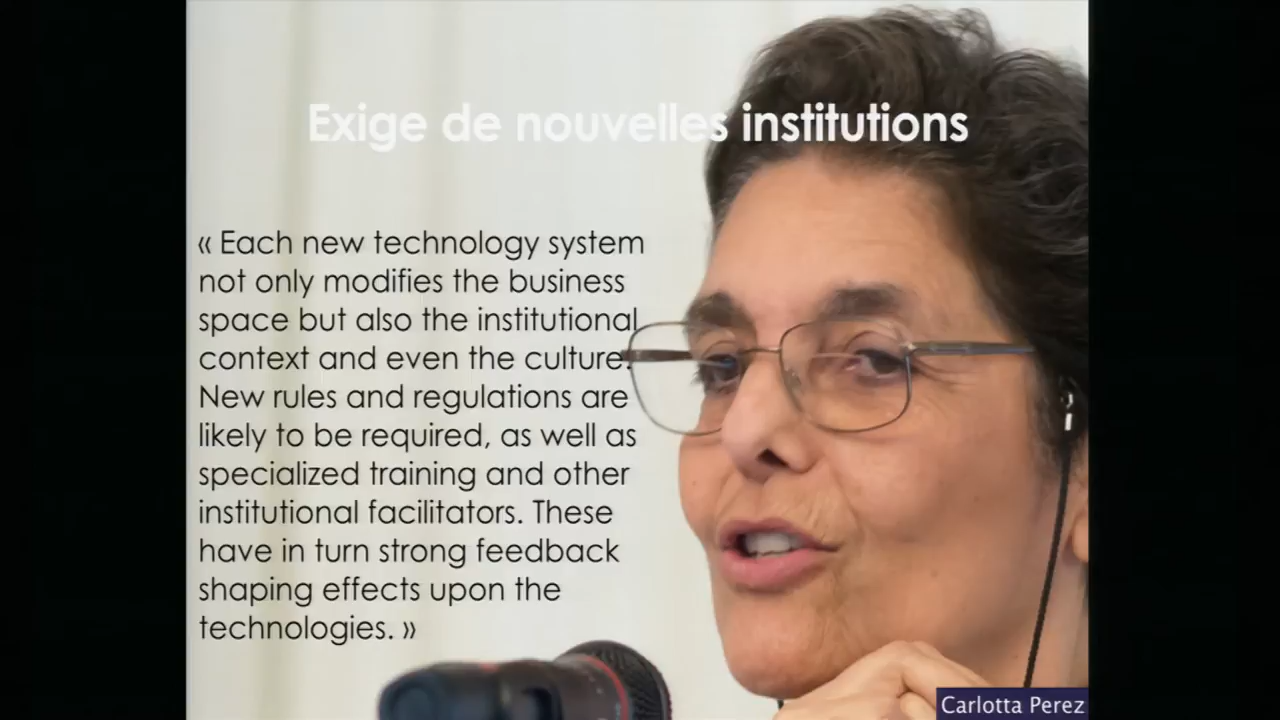 Exige de nouvelles institutions
« Each new technology system
not only modifies the business
space but also the institutional
context and even the culture.
New rules and regulations are
likely to be required, as well as
specialized training and other
institutional facilitators. These
have in turn strong feedback
shaping effects upon the
technologies. »
Carlotta Perez